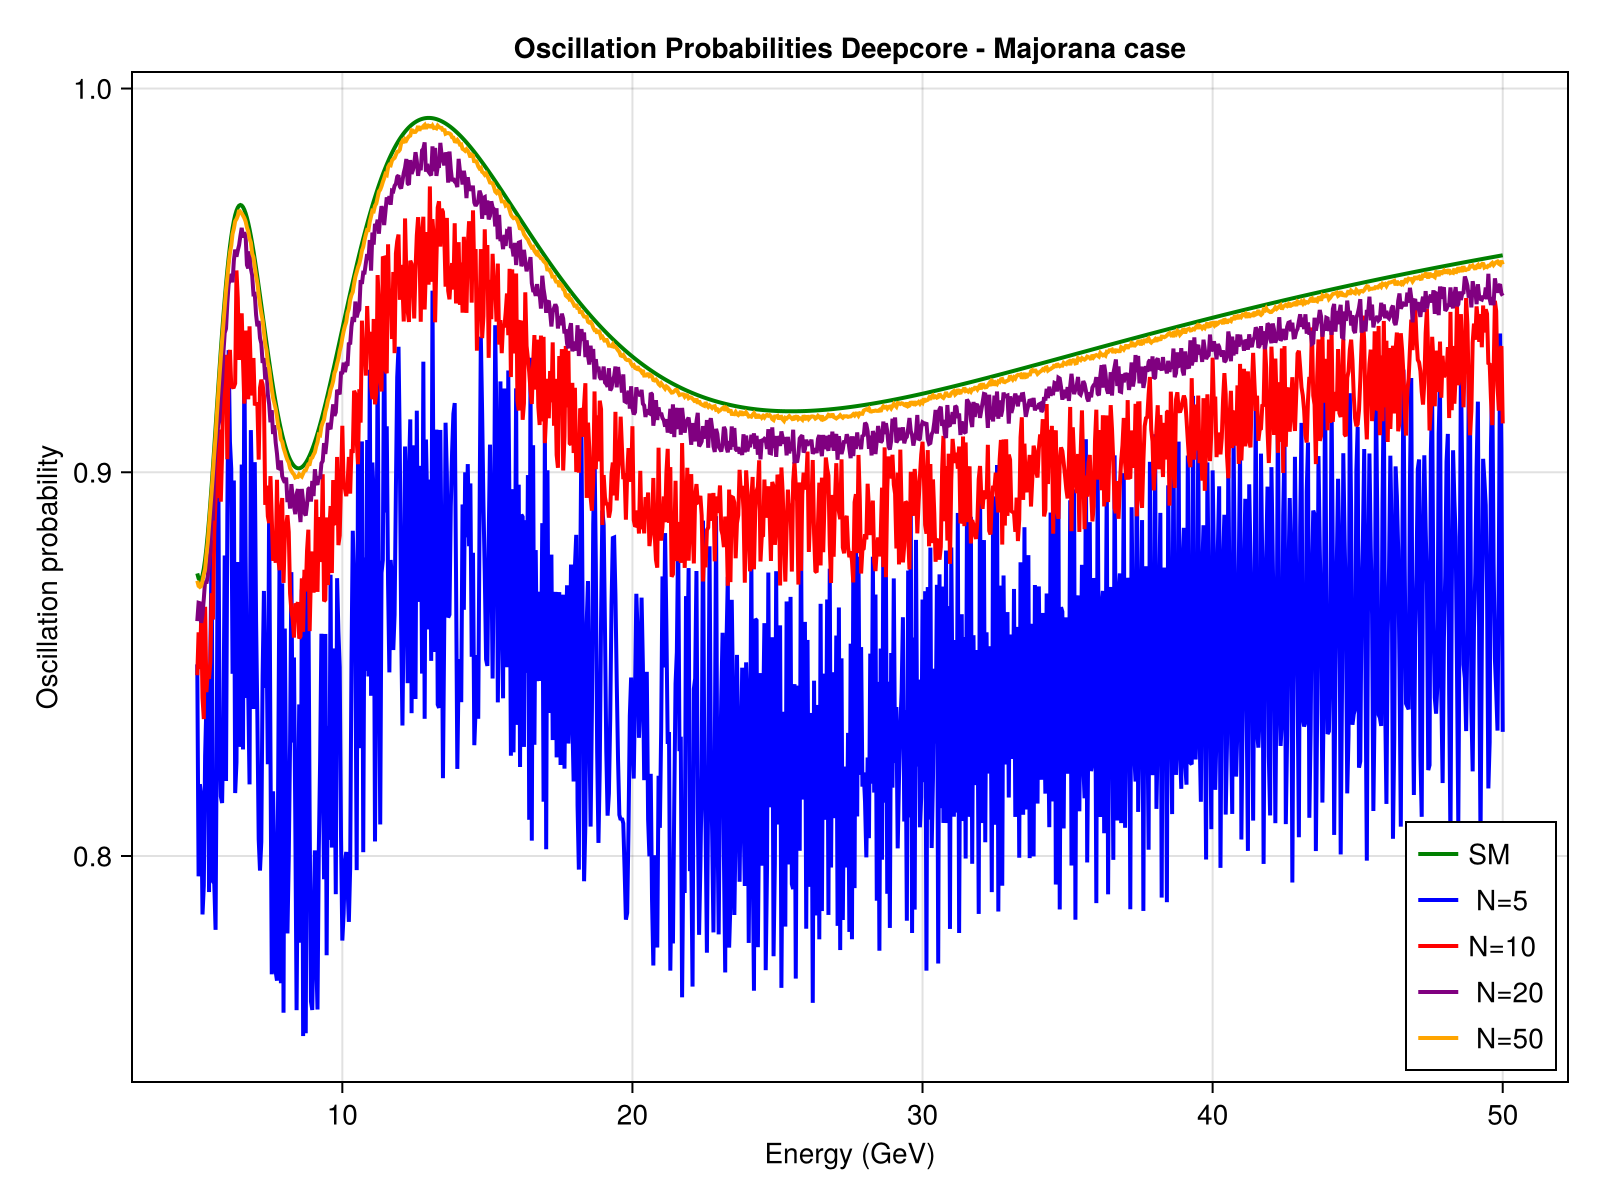 Oscillation Probabilities Deepcore - Majorana case
1.0
0.9
0.8
Oscillation probability
SM
N=5
N=10
N=20
N=50
10 20 30 40 50
Energy (GeV)